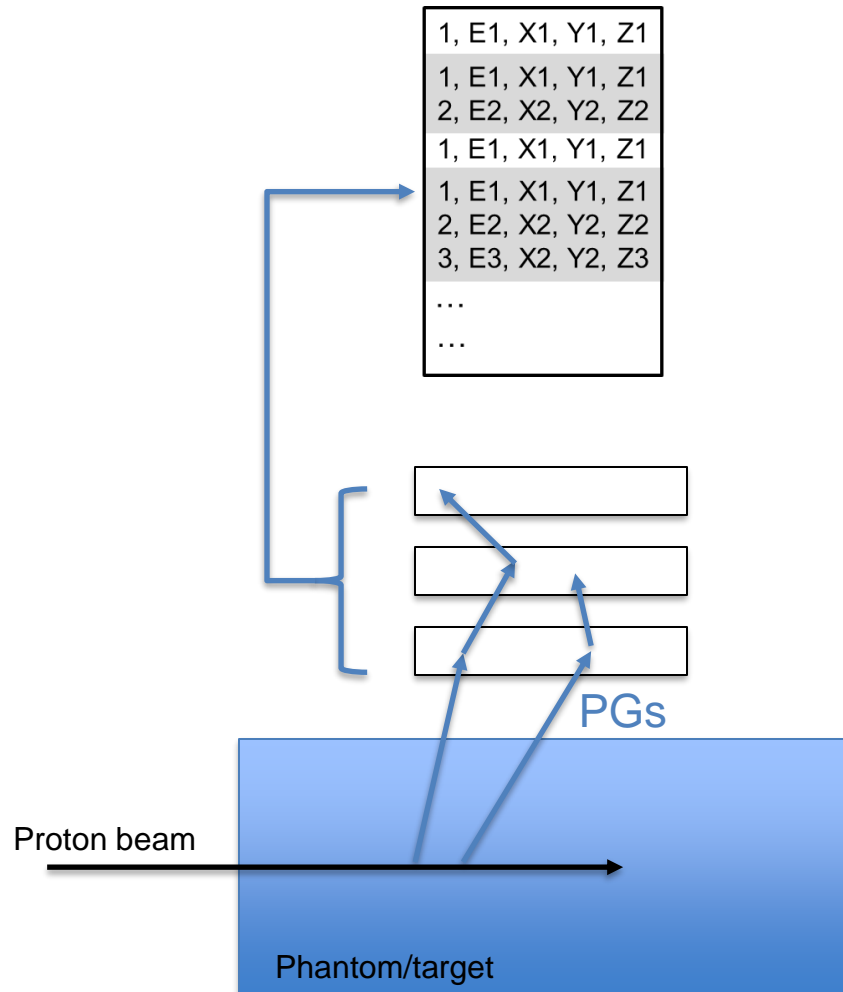 1, E1, X1, Y1, Z1
1, E1, X1, Y1, Z1
2, E2, X2, Y2, Z2
1, E1, X1, Y1, Z1
1, E1, X1, Y1, Z1
2, E2, X2, Y2, Z2
3, E3, X2, Y2, Z3
…
…
PGs
Proton beam
Phantom/target